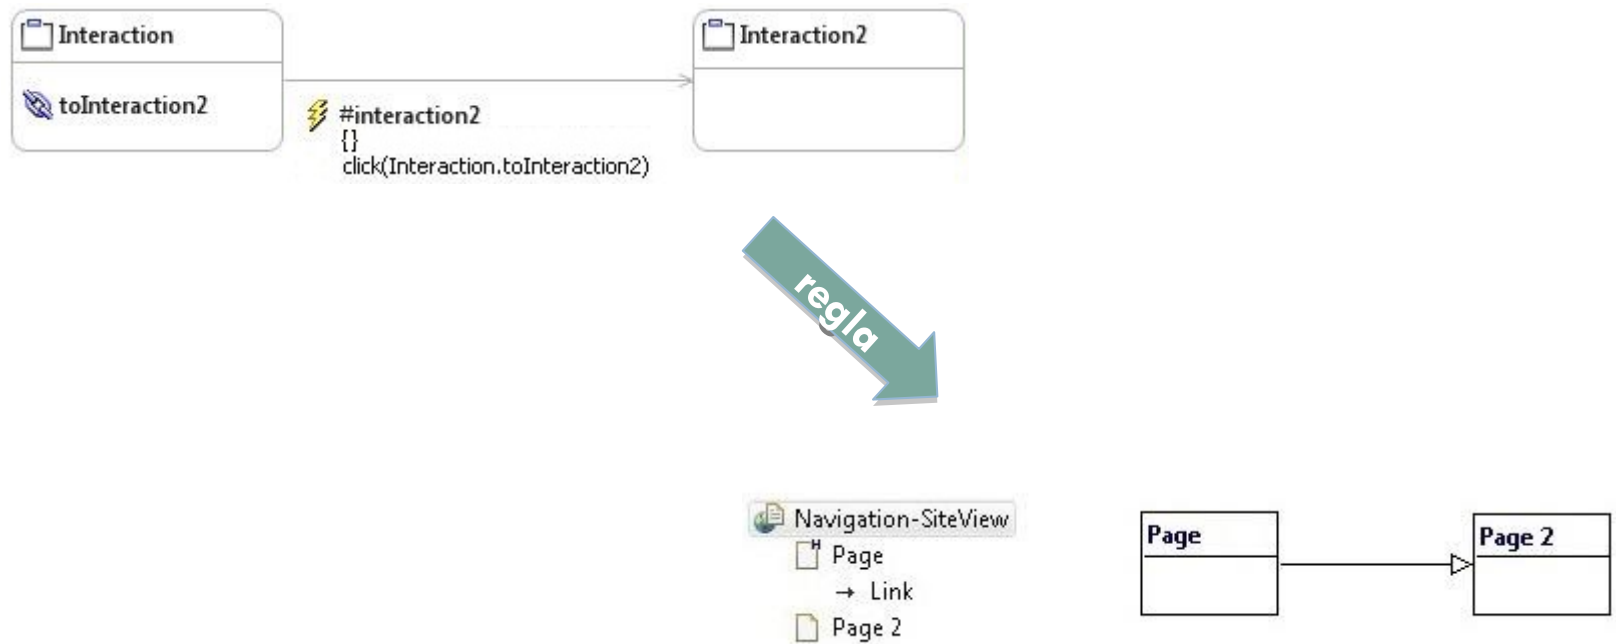 Interaction
toInteraction2
#interaction2
{}
click(Interaction.toInteraction2)
Interaction2
regla
Navigation-SiteView
H
Page
→ Link
Page 2
Page
Page 2